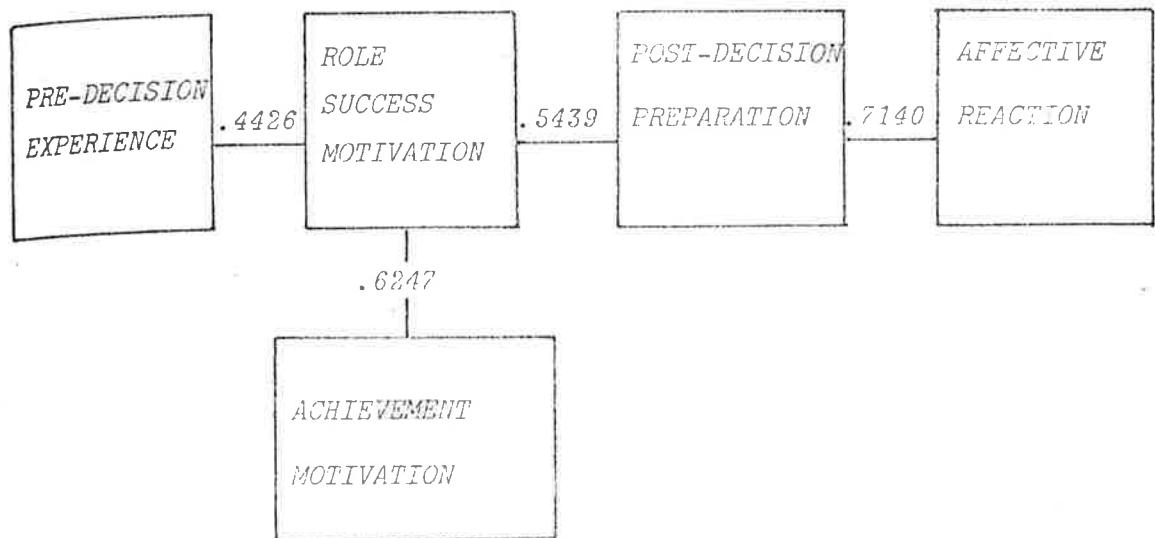 PRE-DECISION
EXPERIENCE
.4426
ROLE
SUCCESS
MOTIVATION
.5439
POST-DECISION
PREPARATION
.7140
AFFECTIVE
REACTION
.6247
ACHIEVEMENT
MOTIVATION